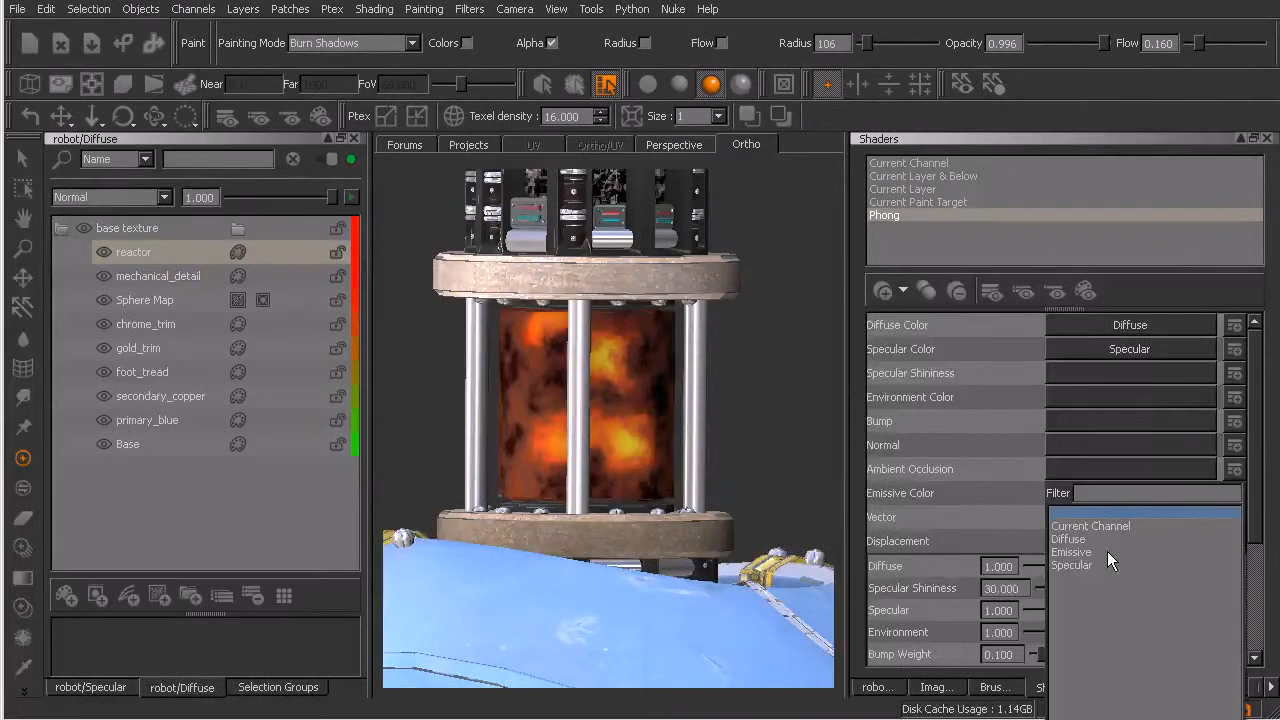 File Edit Selection Objects Channels Layers Patches Ptex Shading Painting Filters Camera View Tools Python Nuke Help
Paint Painting Mode Burn Shadows Colors Alpha Radius Flow Radius 106 Opacity 0.996 Flow 0.160
Near Far FoV
Ptex Texel density: 16.000 Size : 1
robot/Diffuse
Forums Projects UV Ortho/UV Perspective Ortho
Shaders
Name
Normal 1.000
base texture
reactor
mechanical_detail
Sphere Map
chrome_trim
gold_trim
foot_tread
secondary_copper
primary_blue
Base
robot/Specular robot/Diffuse Selection Groups
Current Channel
Current Layer & Below
Current Layer
Current Paint Target
Phong
Diffuse Color Diffuse
Specular Color Specular
Specular Shininess
Environment Color
Bump
Normal
Ambient Occlusion
Emissive Color
Vector
Displacement
Filter
Current Channel
Diffuse
Emissive
Specular
Diffuse 1.000
Specular Shininess 30.000
Specular 1.000
Environment 1.000
Bump Weight 0.100
robo... Imag... Brus...
Disk Cache Usage : 1.14GB